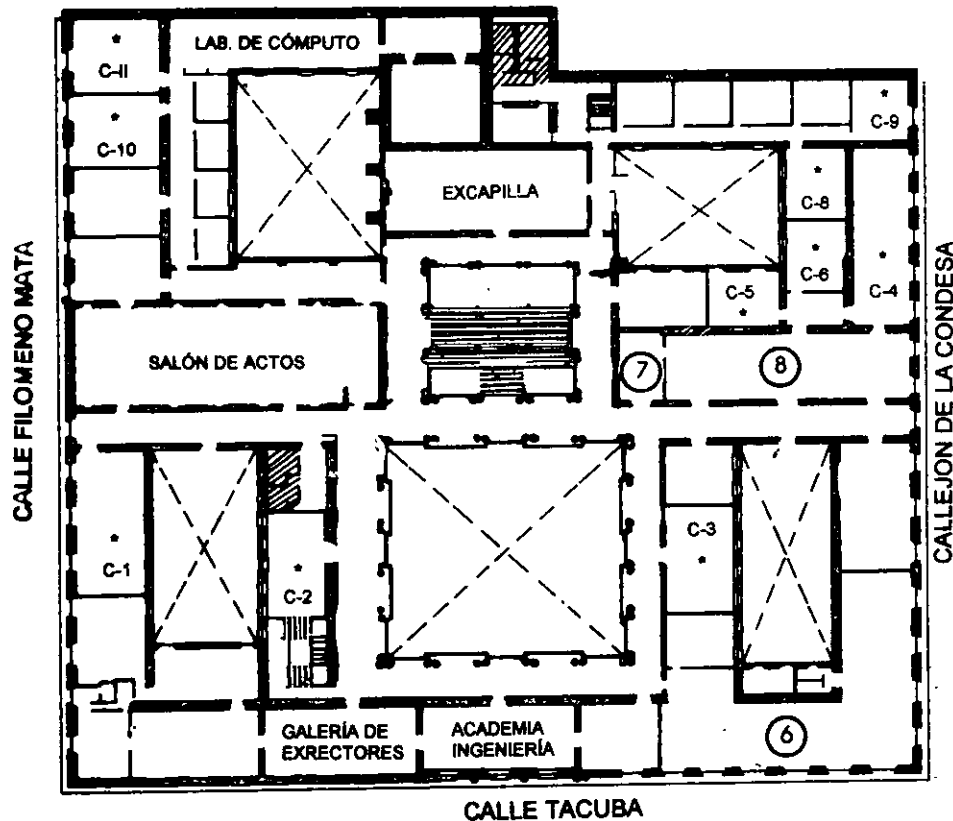 LAB. DE CÓMPUTO
*
C-II
*
C-9
*
C-10
EXCAPILLA
*
C-8
*
C-6
*
C-4
C-5
*
CALLE FILOMENO MATA
SALÓN DE ACTOS
7
8
CALLEJON DE LA CONDESA
*
C-1
*
C-2
C-3
*
GALERÍA DE
EXRECTORES
ACADEMIA
INGENIERÍA
6
CALLE TACUBA